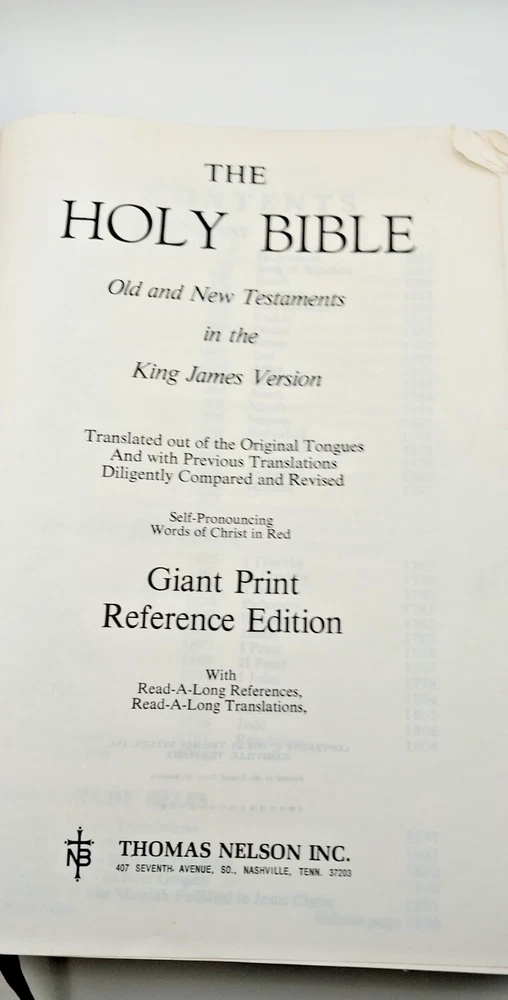 THE
HOLY BIBLE
Old and New Testaments
in the
King James Version
Translated out of the Original Tongues
And with Previous Translations
Diligently Compared and Revised
Self-Pronouncing
Words of Christ in Red
Giant Print
Reference Edition
With
Read-A-Long References,
Read-A-Long Translations,
NB
THOMAS NELSON INC.
407 SEVENTH AVENUE, SO., NASHVILLE, TENN. 37203